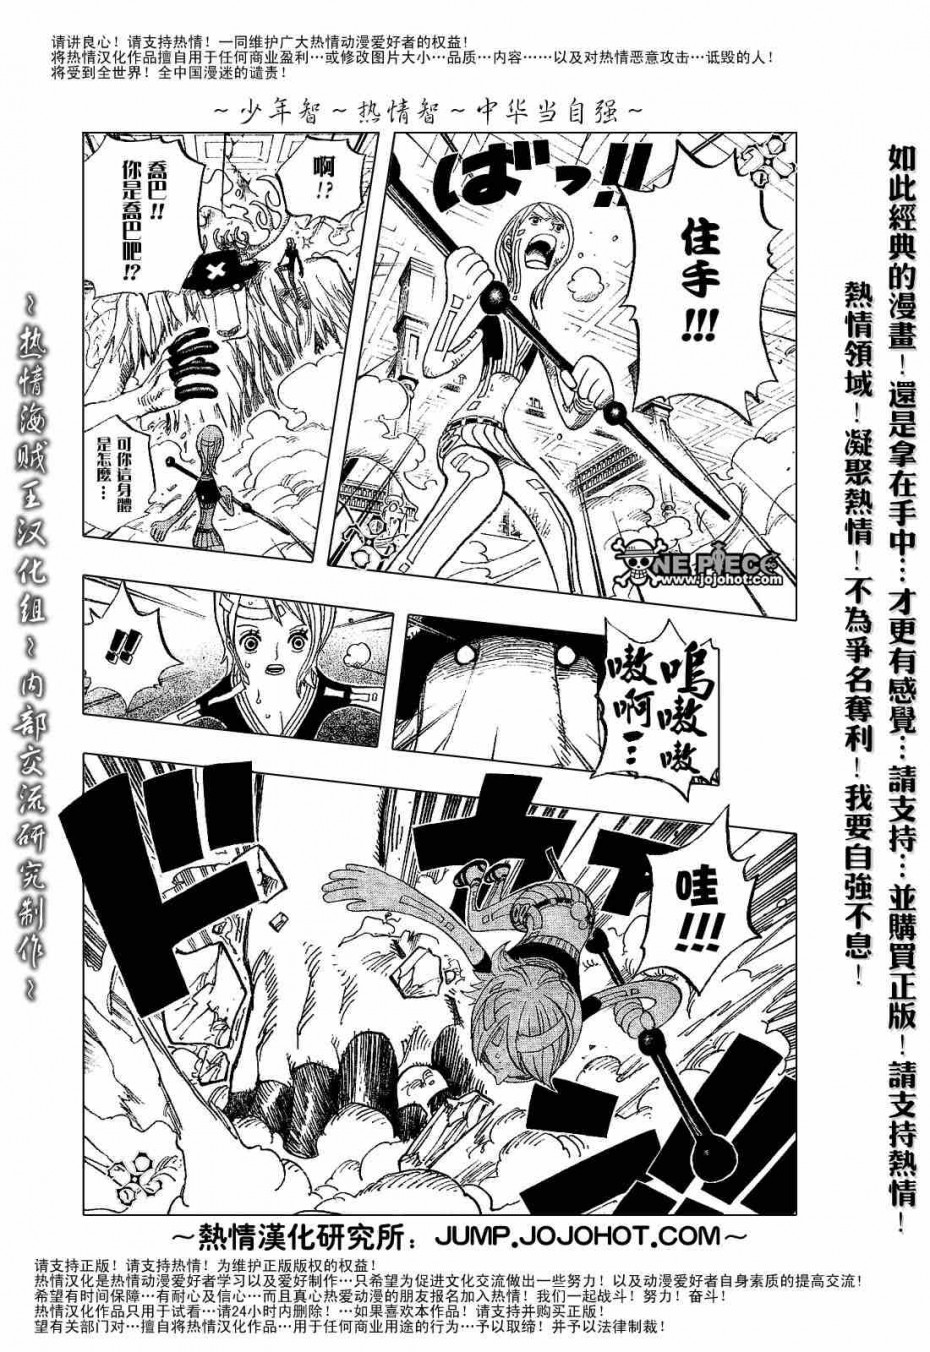 请讲良心！请支持热情！一同维护广大热情动漫爱好者的权益！
将热情汉化作品擅自用于任何商业盈利…或修改图片大小…品质…内容……以及对热情恶意攻击…诋毁的人！
将受到全世界！全中国漫迷的谴责！
～少年智～热情智～中华当自强～
如此經典的漫畫！還是拿在手中…才更有感覺…請支持…並購買正版！請支持熱情！
熱情領域！凝聚熱情！不為爭名奪利！我要自強不息！
～热情海贼王汉化组～内部交流研究制作～
ばっ!!
住手!!!
啊!?
喬巴!!
你是喬巴吧!?
可你這身體
是怎麼…
ONE PIECE
www.jojohot.com
嗚嗷嗷
嗷啊…
!!
哇!!!
ドカーン
～熱情漢化研究所：JUMP.JOJOHOT.COM～
请支持正版！请支持热情！为维护正版版权的权益！
热情汉化是热情动漫爱好者学习以及爱好制作…只希望为促进文化交流做出一些努力！以及动漫爱好者自身素质的提高交流！
希望有时间保障…有耐心及信心…而且真心热爱动漫的朋友报名加入热情！我们一起战斗！努力！奋斗！
热情汉化作品只用于试看…请24小时内删除！…如果喜欢本作品！请支持并购买正版！
望有关部门对…擅自将热情汉化作品…用于任何商业用途的行为…予以取缔！并予以法律制裁！